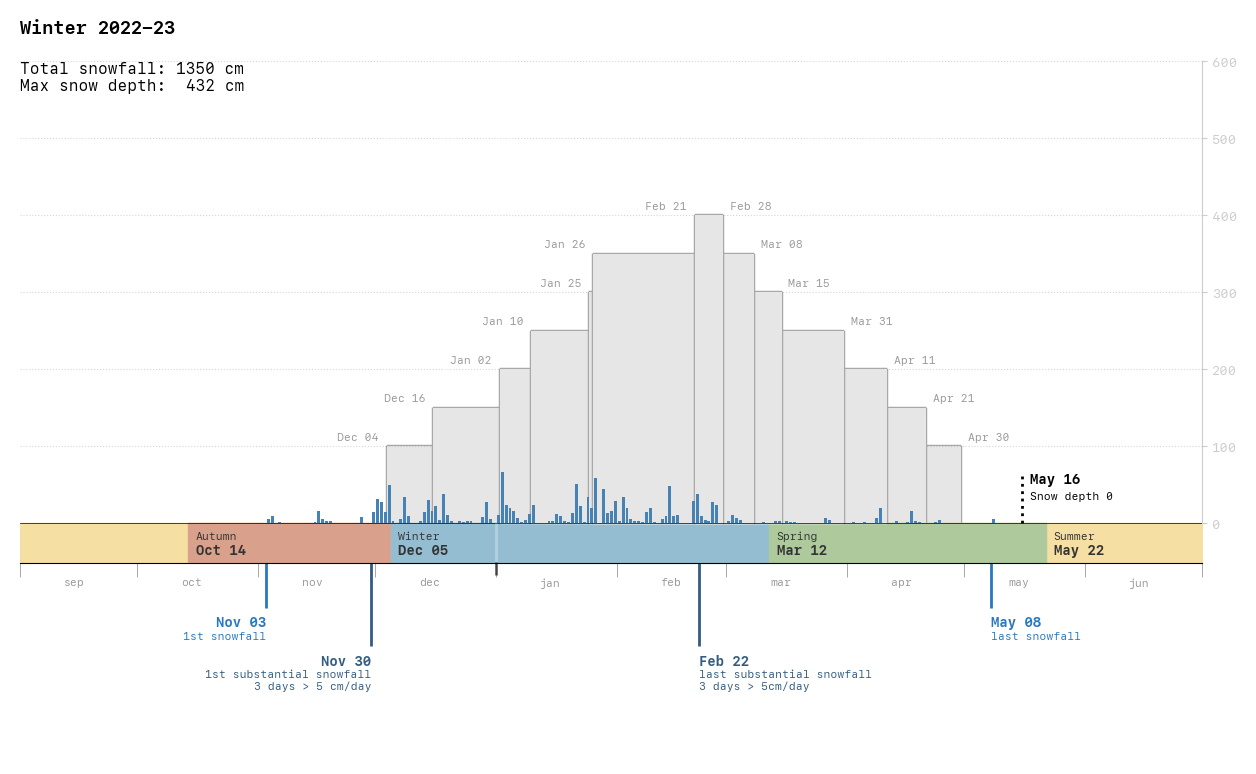 Winter 2022–23
Total snowfall: 1350 cm
Max snow depth: 432 cm
600
500
400
300
200
100
0
Feb 21
Feb 28
Jan 26
Mar 08
Jan 25
Mar 15
Jan 10
Mar 31
Jan 02
Apr 11
Dec 16
Apr 21
Dec 04
Apr 30
May 16
Snow depth 0
Autumn
Oct 14
Winter
Dec 05
Spring
Mar 12
Summer
May 22
sep
oct
nov
dec
jan
feb
mar
apr
may
jun
Nov 03
1st snowfall
May 08
last snowfall
Nov 30
1st substantial snowfall
3 days > 5 cm/day
Feb 22
last substantial snowfall
3 days > 5cm/day